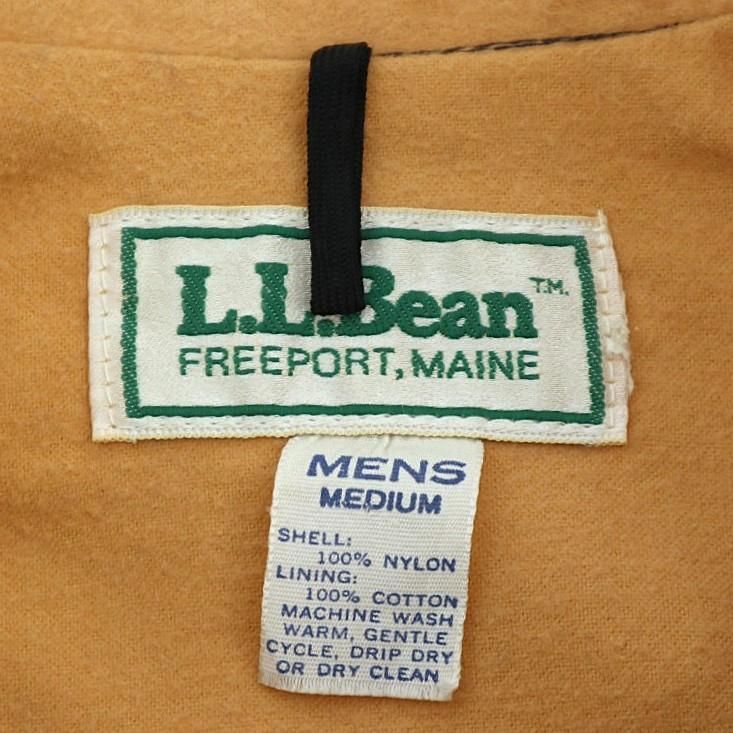 L.L.Bean T.M.
FREEPORT, MAINE
MENS
MEDIUM
SHELL:
100% NYLON
LINING:
100% COTTON
MACHINE WASH
WARM, GENTLE
CYCLE, DRIP DRY
OR DRY CLEAN